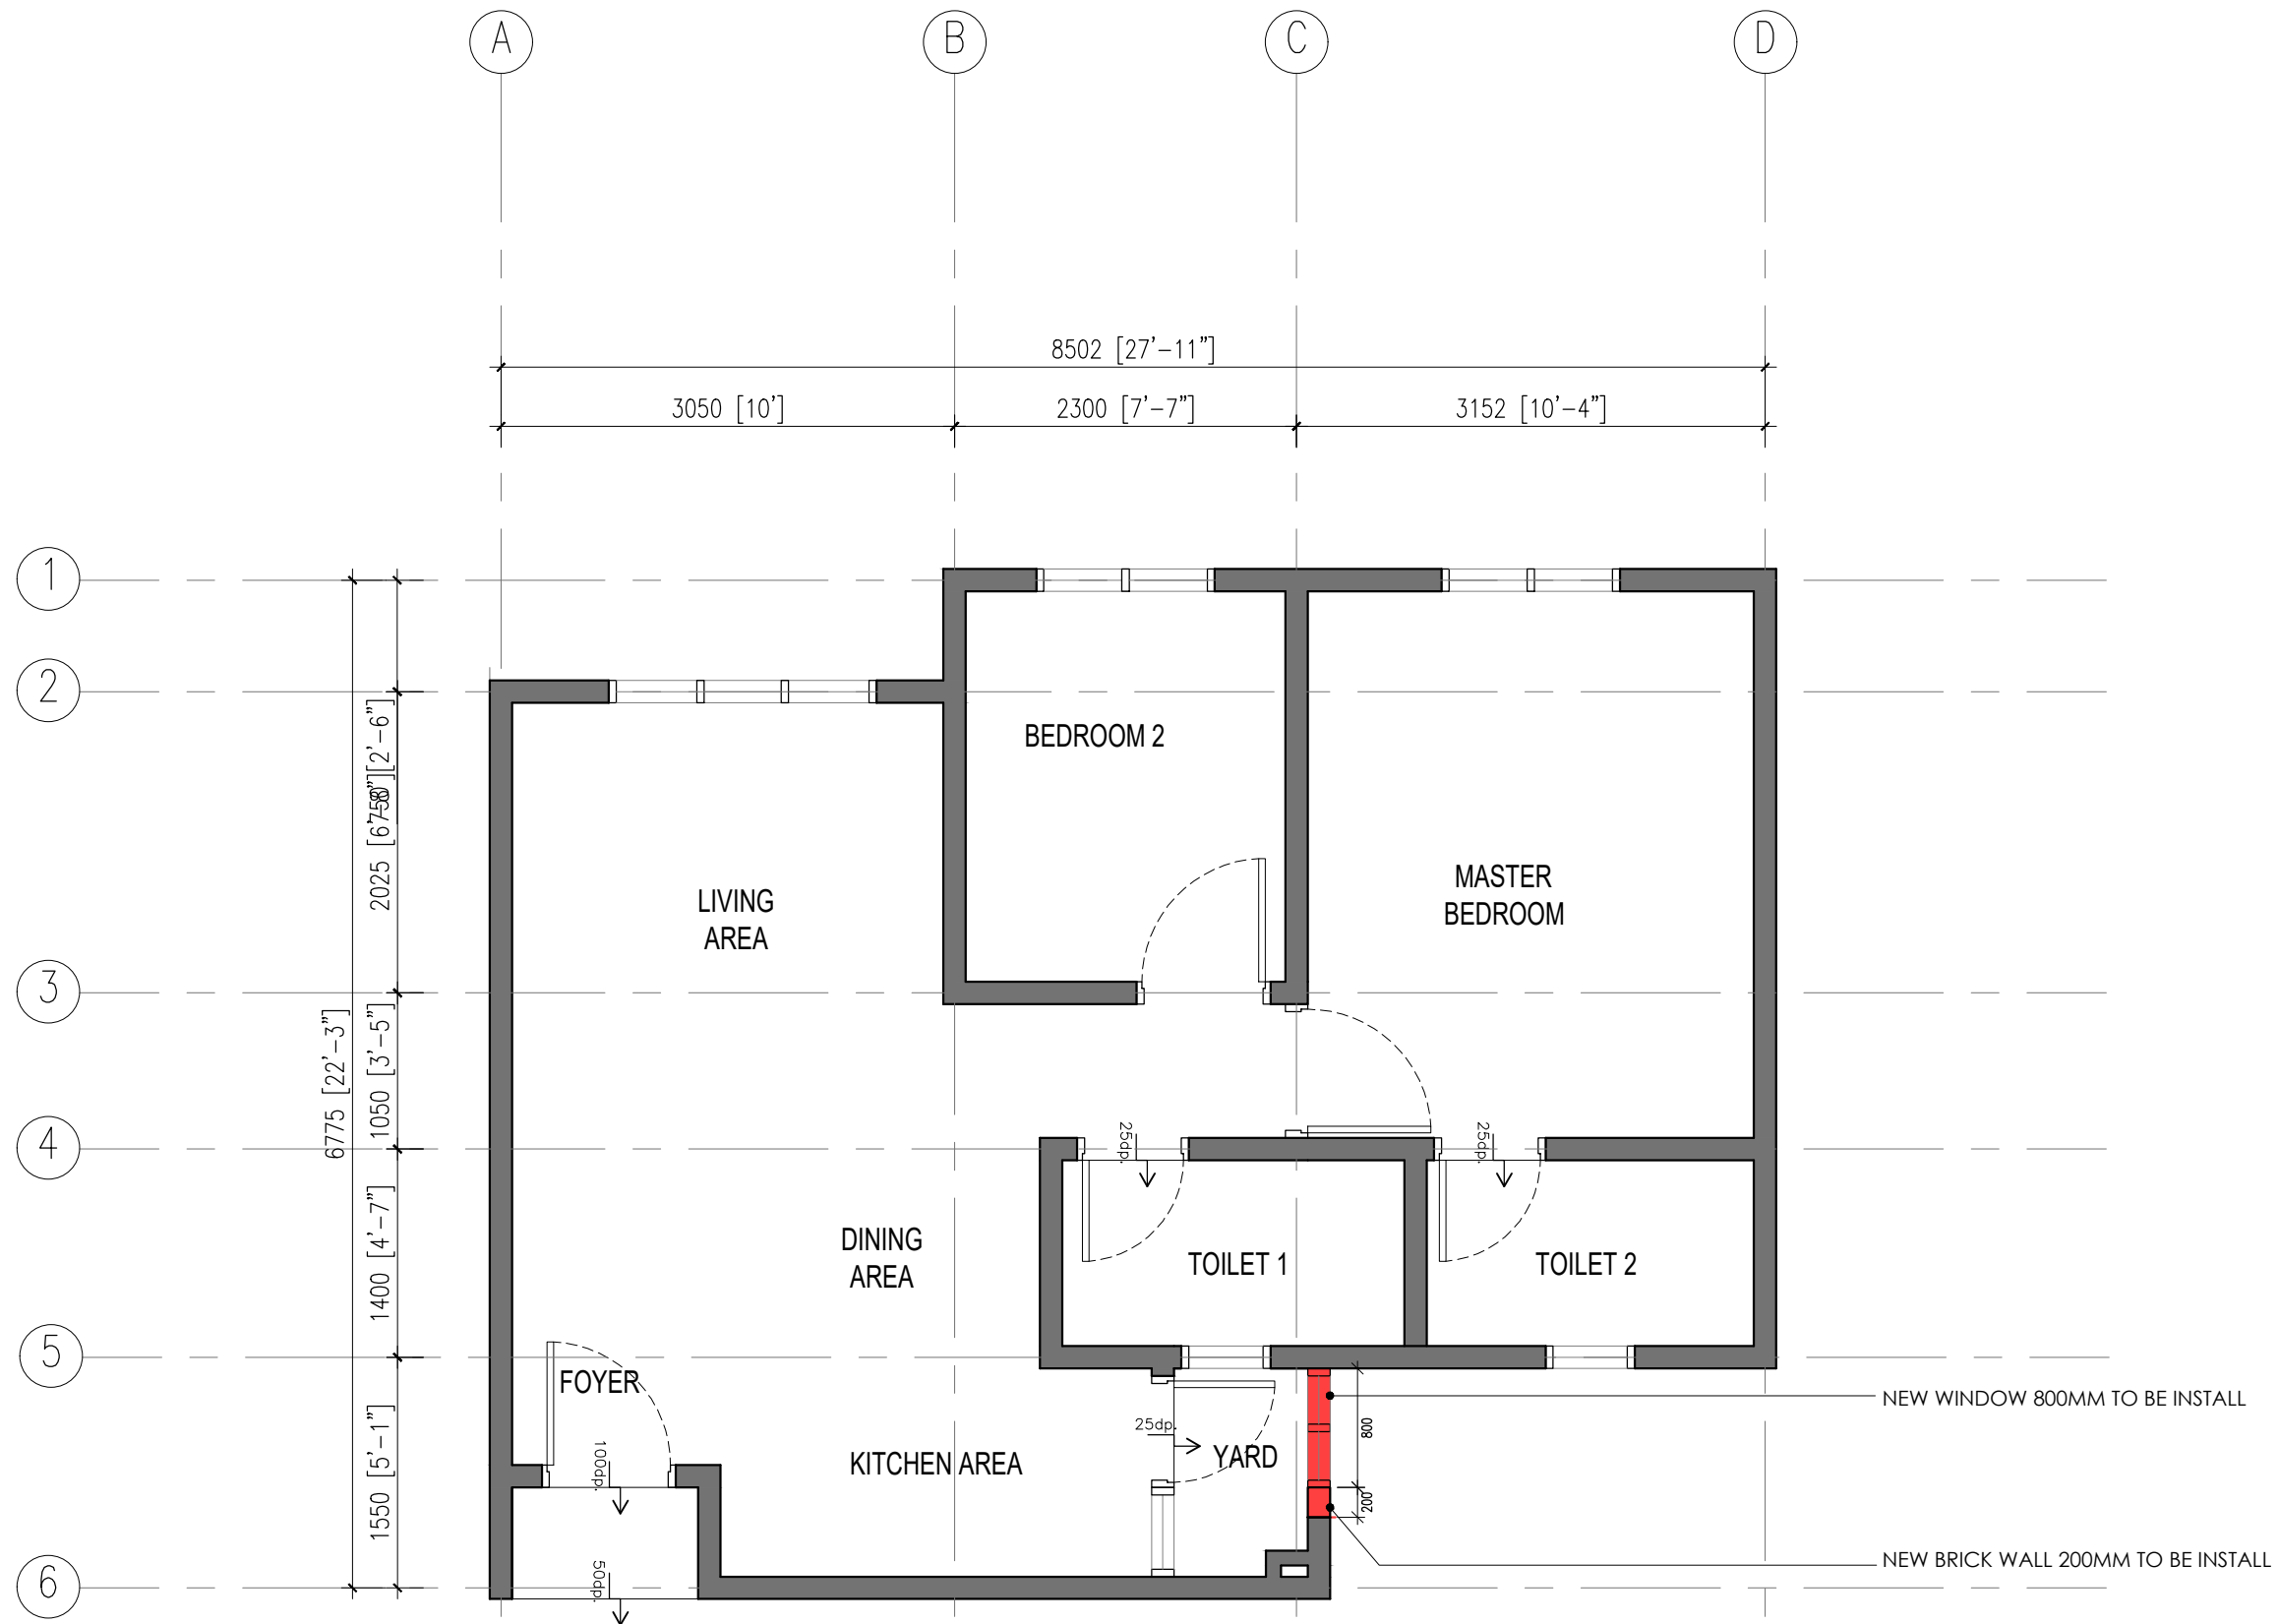 A
B
C
D
8502 [27'-11"]
3050 [10']
2300 [7'-7"]
3152 [10'-4"]
1
2
3
4
5
6
750 [2'-6"]
2025 [6'-8"]
1050 [3'-5"]
1400 [4'-7"]
1550 [5'-1"]
6775 [22'-3"]
BEDROOM 2
MASTER
BEDROOM
LIVING
AREA
25dp.
25dp.
DINING
AREA
TOILET 1
TOILET 2
FOYER
NEW WINDOW 800MM TO BE INSTALL
25dp.
800
KITCHEN AREA
YARD
100dp.
200
NEW BRICK WALL 200MM TO BE INSTALL
50dp.